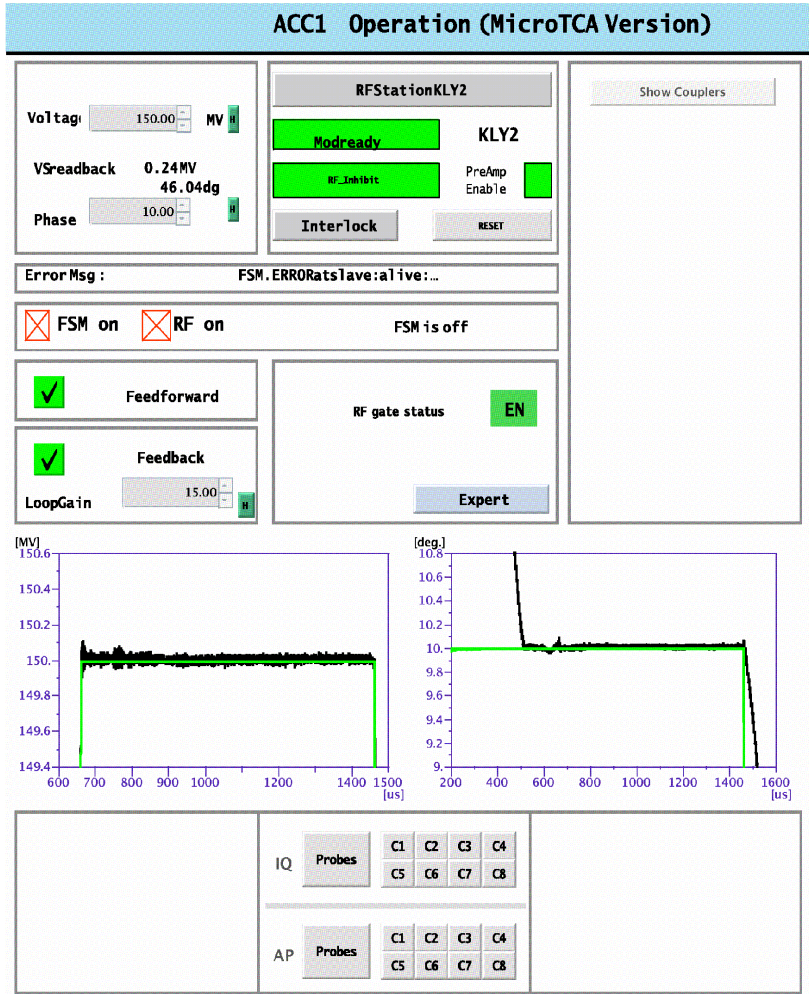 ACC1 Operation (MicroTCA Version)
Voltage 150.00 MV H
VSreadback 0.24MV
46.04dg
Phase 10.00 H
RFStationKLY2
Modready KLY2
RF_Inhibit PreAmp Enable
Interlock RESET
Show Couplers
Error Msg : FSM.ERRORatslave:alive:…
FSM on RF on FSM is off
Feedforward
Feedback
LoopGain 15.00 H
RF gate status EN
Expert
[MV]
150.6
150.4
150.2
150.
149.8
149.6
149.4
600 700 800 900 1000 1200 1400 1500
[us]
[deg.]
10.8
10.6
10.4
10.2
10.
9.8
9.6
9.4
9.2
9.
200 400 600 800 1000 1200 1400 1600
[us]
IQ Probes C1 C2 C3 C4
C5 C6 C7 C8
AP Probes C1 C2 C3 C4
C5 C6 C7 C8